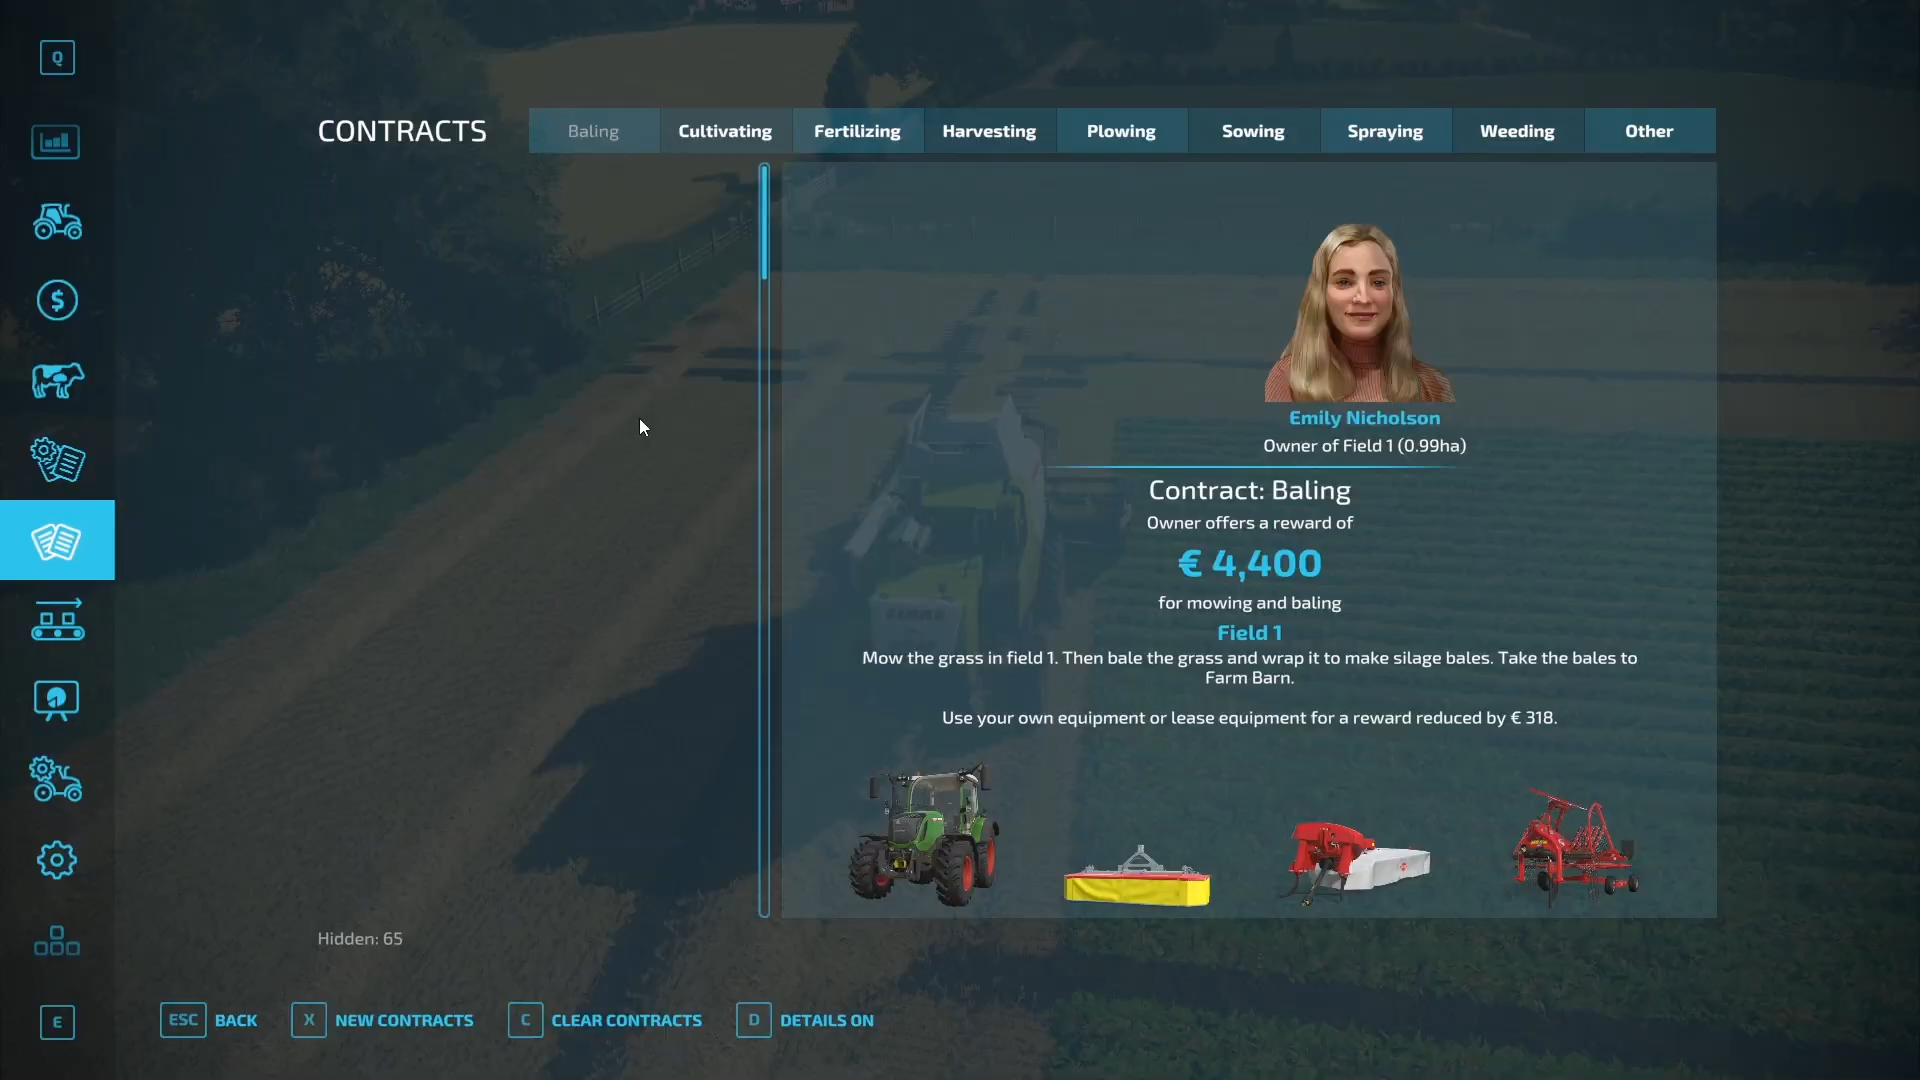 Q
CONTRACTS
Baling
Cultivating
Fertilizing
Harvesting
Plowing
Sowing
Spraying
Weeding
Other
Emily Nicholson
Owner of Field 1 (0.99ha)
Contract: Baling
Owner offers a reward of
€ 4,400
for mowing and baling
Field 1
Mow the grass in field 1. Then bale the grass and wrap it to make silage bales. Take the bales to
Farm Barn.
Use your own equipment or lease equipment for a reward reduced by € 318.
Hidden: 65
E
ESC BACK
X NEW CONTRACTS
C CLEAR CONTRACTS
D DETAILS ON